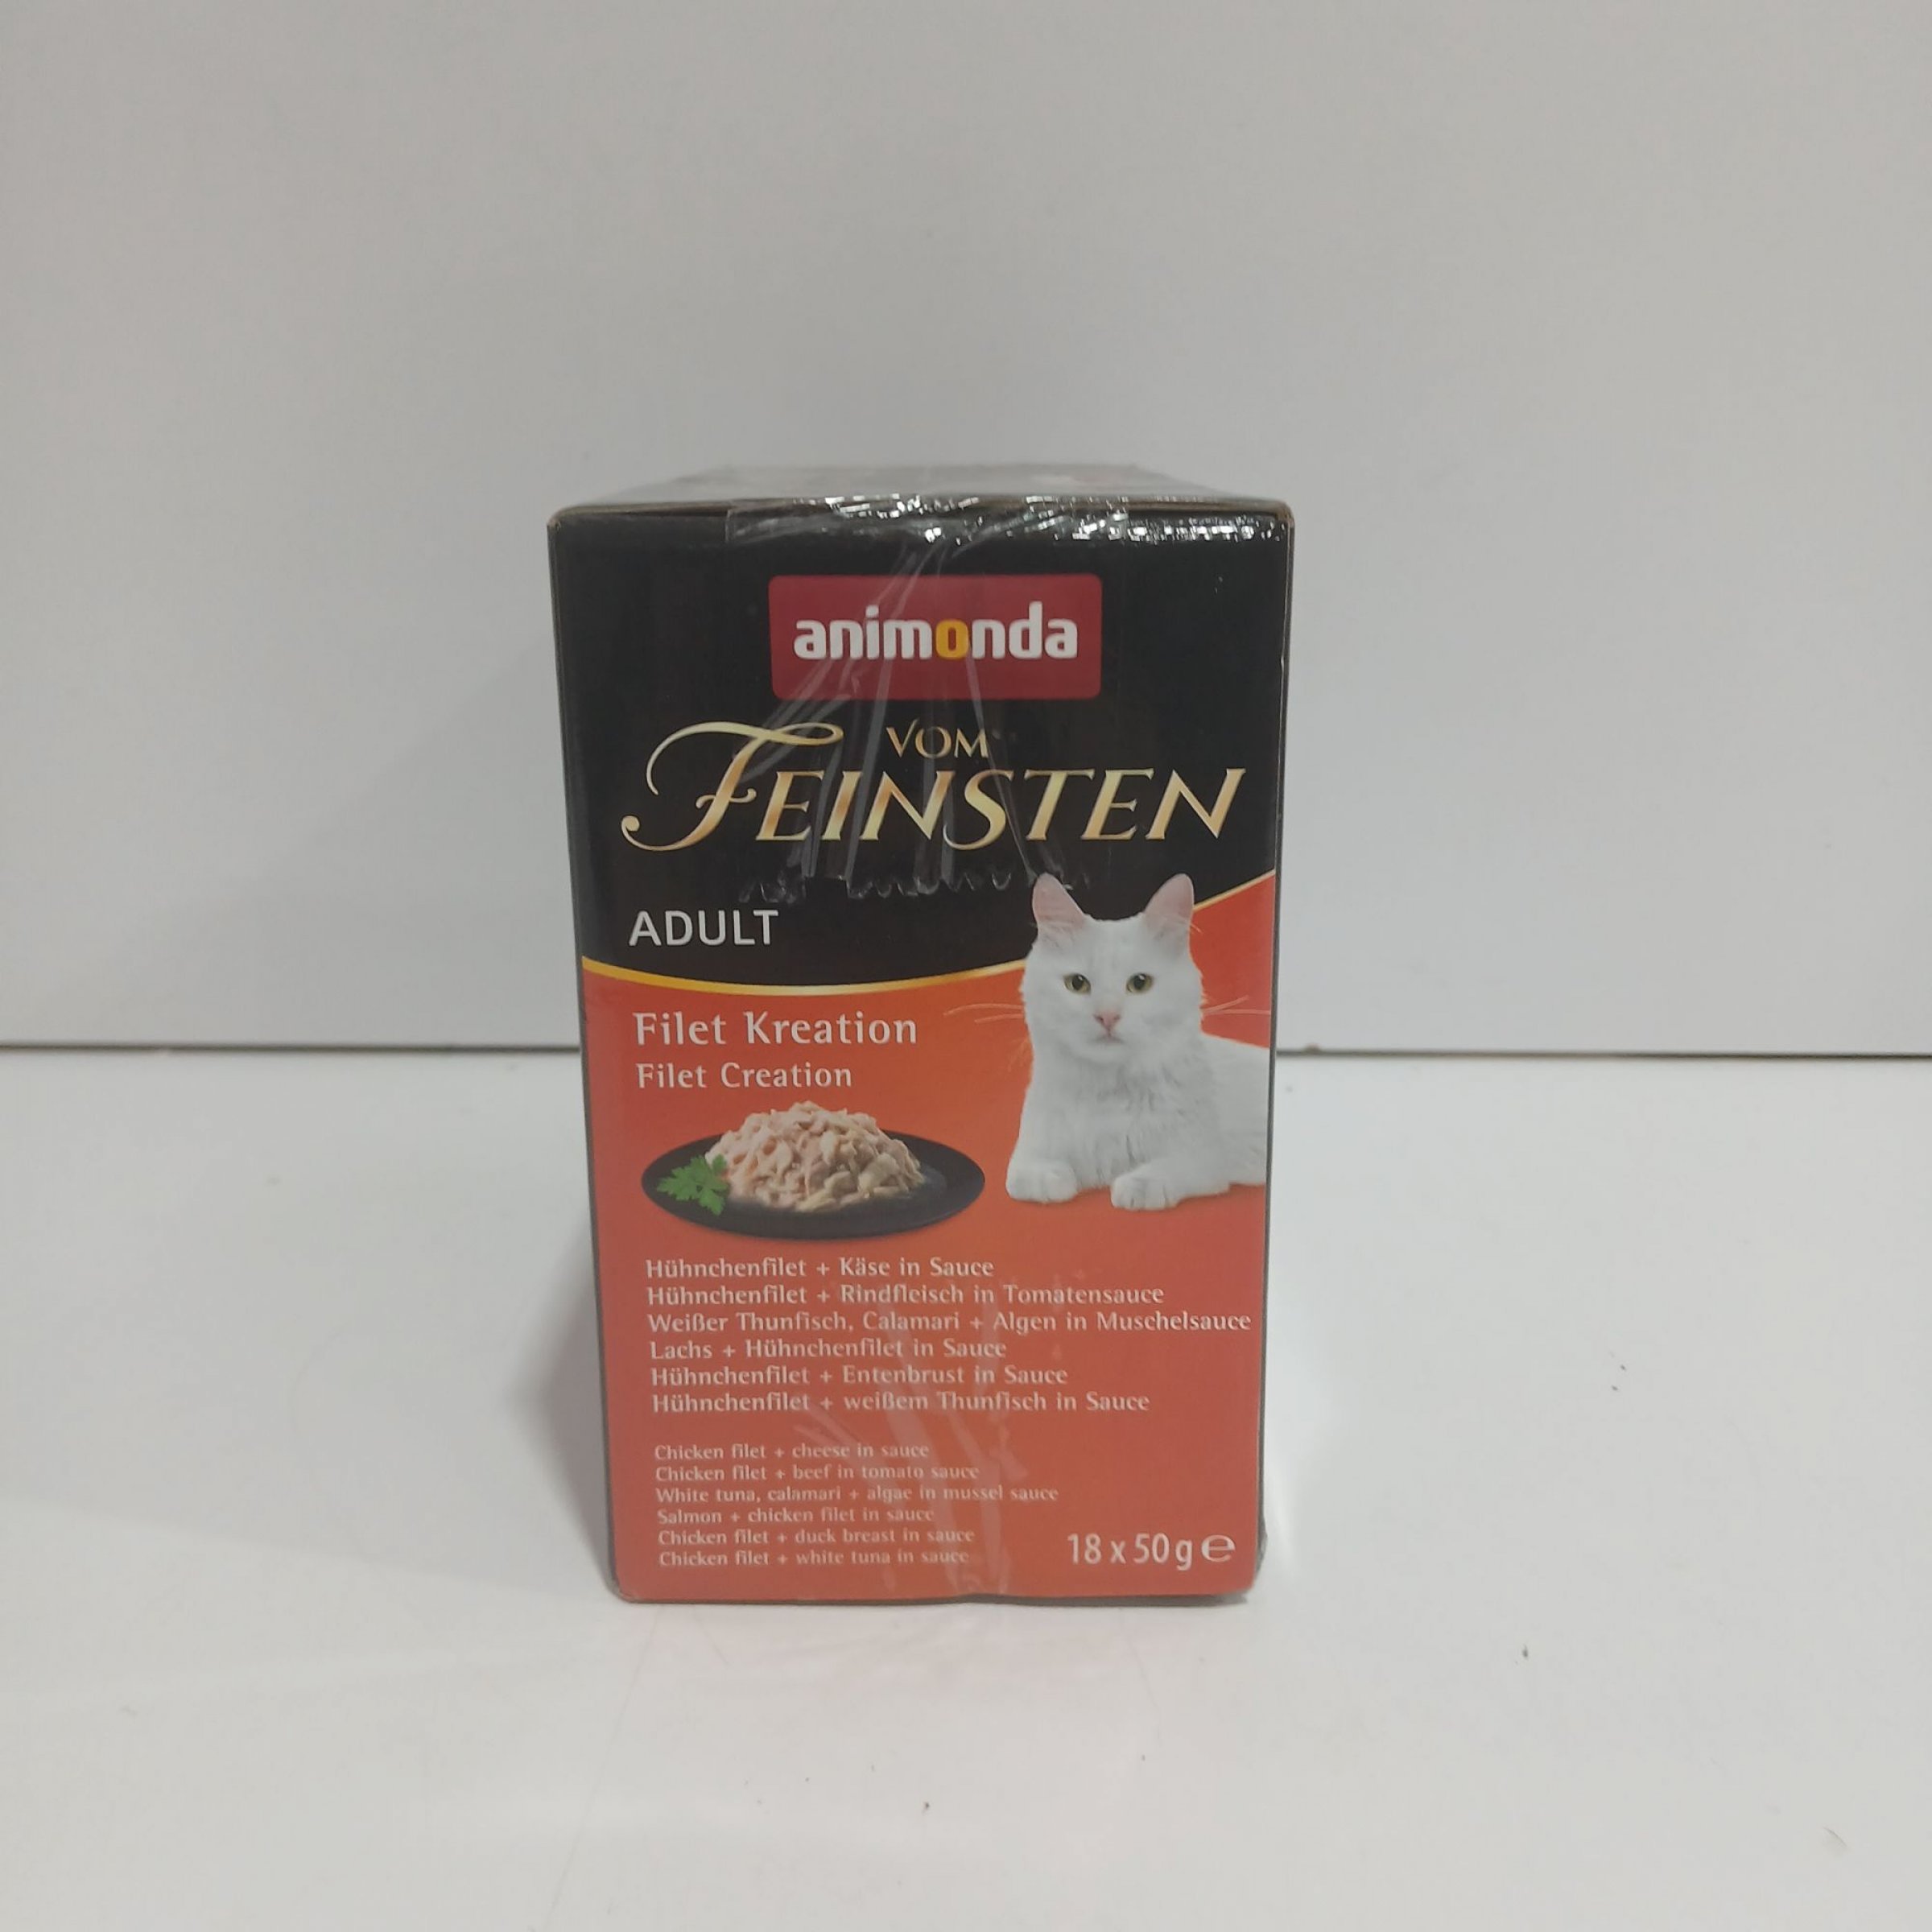 animonda
VOM
FEINSTEN
ADULT
Filet Kreation
Filet Creation
Hühnchenfilet + Käse in Sauce
Hühnchenfilet + Rindfleisch in Tomatensauce
Weißer Thunfisch, Calamari + Algen in Muschelsauce
Lachs + Hühnchenfilet in Sauce
Hühnchenfilet + Entenbrust in Sauce
Hühnchenfilet + weißem Thunfisch in Sauce
Chicken filet + cheese in sauce
Chicken filet + beef in tomato sauce
White tuna, calamari + algae in mussel sauce
Salmon + chicken filet in sauce
Chicken filet + duck breast in sauce
Chicken filet + white tuna in sauce
18 x 50 g ℮